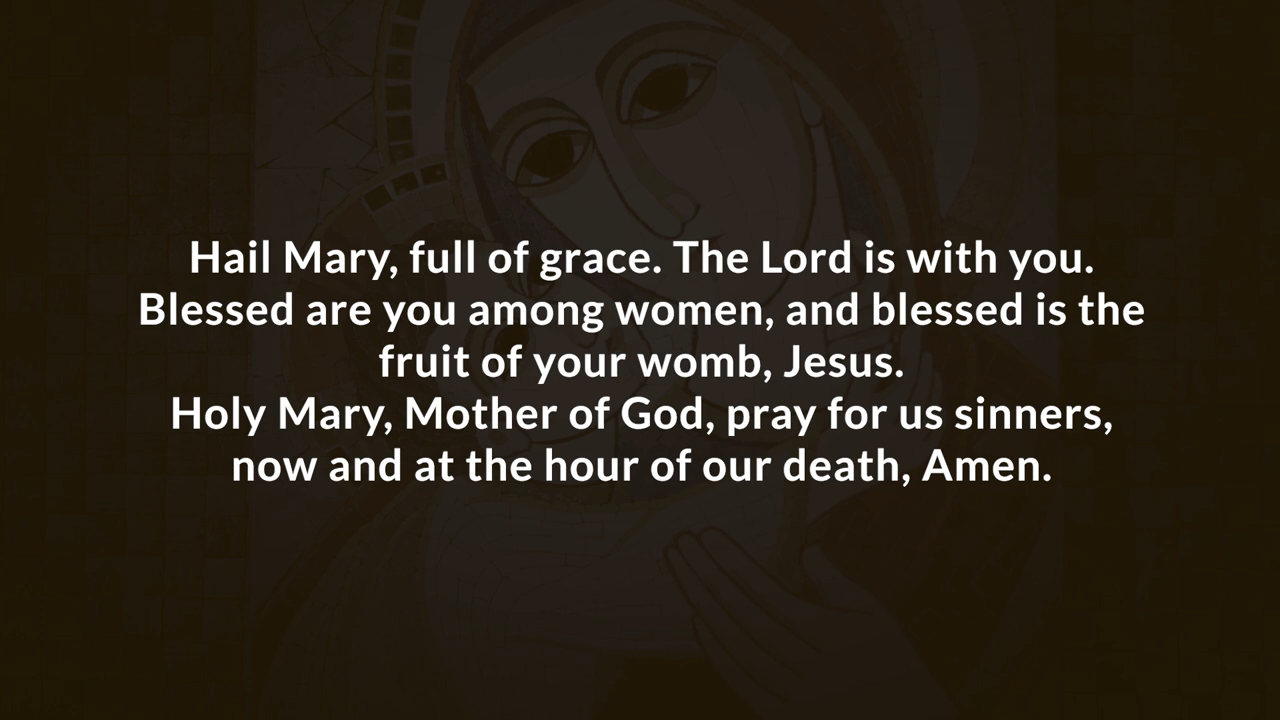 Hail Mary, full of grace. The Lord is with you.
Blessed are you among women, and blessed is the
fruit of your womb, Jesus.
Holy Mary, Mother of God, pray for us sinners,
now and at the hour of our death, Amen.